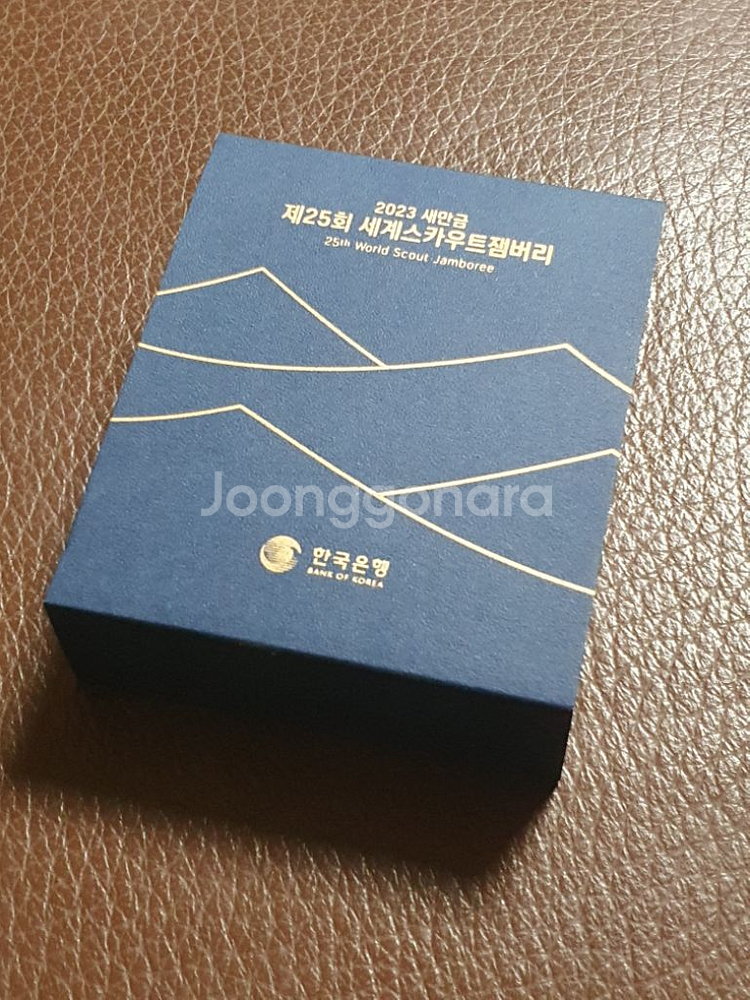 2023 새만금
제25회 세계스카우트잼버리
25th World Scout Jamboree
Joonggonara
한국은행
BANK OF KOREA